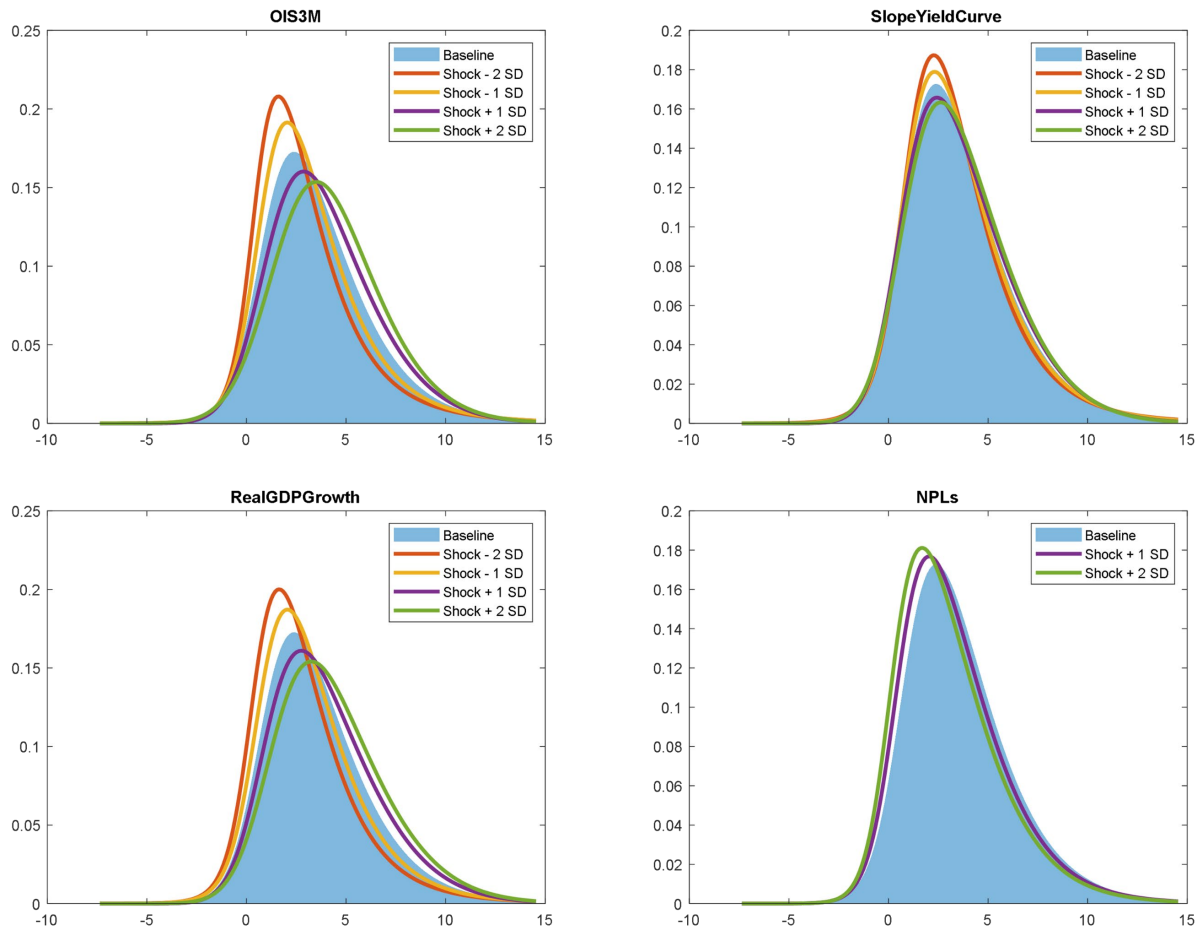 OIS3M
0.25
0.2
0.15
0.1
0.05
0
-10 -5 0 5 10 15
Baseline
Shock - 2 SD
Shock - 1 SD
Shock + 1 SD
Shock + 2 SD
SlopeYieldCurve
0.2
0.18
0.16
0.14
0.12
0.1
0.08
0.06
0.04
0.02
0
-10 -5 0 5 10 15
Baseline
Shock - 2 SD
Shock - 1 SD
Shock + 1 SD
Shock + 2 SD
RealGDPGrowth
0.25
0.2
0.15
0.1
0.05
0
-10 -5 0 5 10 15
Baseline
Shock - 2 SD
Shock - 1 SD
Shock + 1 SD
Shock + 2 SD
NPLs
0.2
0.18
0.16
0.14
0.12
0.1
0.08
0.06
0.04
0.02
0
-10 -5 0 5 10 15
Baseline
Shock + 1 SD
Shock + 2 SD